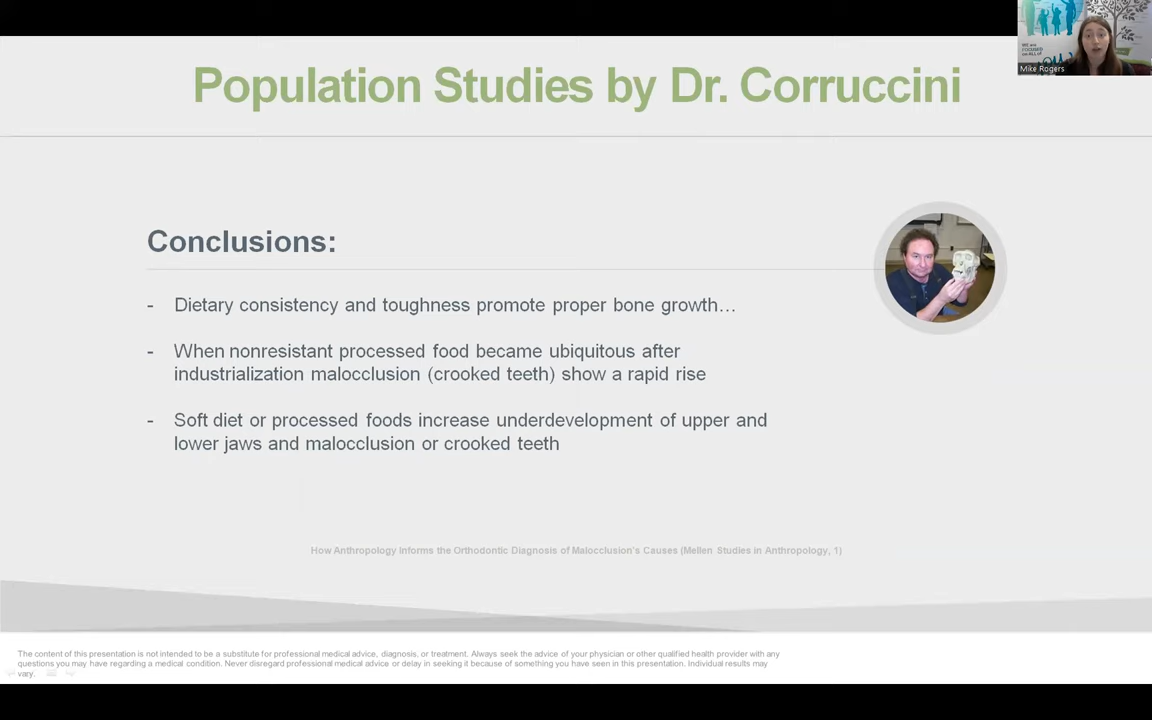 Population Studies by Dr. Corruccini
WE ARE
FOCUSED
on ALL of
Mike Rogers
Conclusions:
- Dietary consistency and toughness promote proper bone growth…
- When nonresistant processed food became ubiquitous after
industrialization malocclusion (crooked teeth) show a rapid rise
- Soft diet or processed foods increase underdevelopment of upper and
lower jaws and malocclusion or crooked teeth
How Anthropology Informs the Orthodontic Diagnosis of Malocclusion's Causes (Mellen Studies in Anthropology, 1)
The content of this presentation is not intended to be a substitute for professional medical advice, diagnosis, or treatment. Always seek the advice of your physician or other qualified health provider with any
questions you may have regarding a medical condition. Never disregard professional medical advice or delay in seeking it because of something you have seen in this presentation. Individual results may
vary.